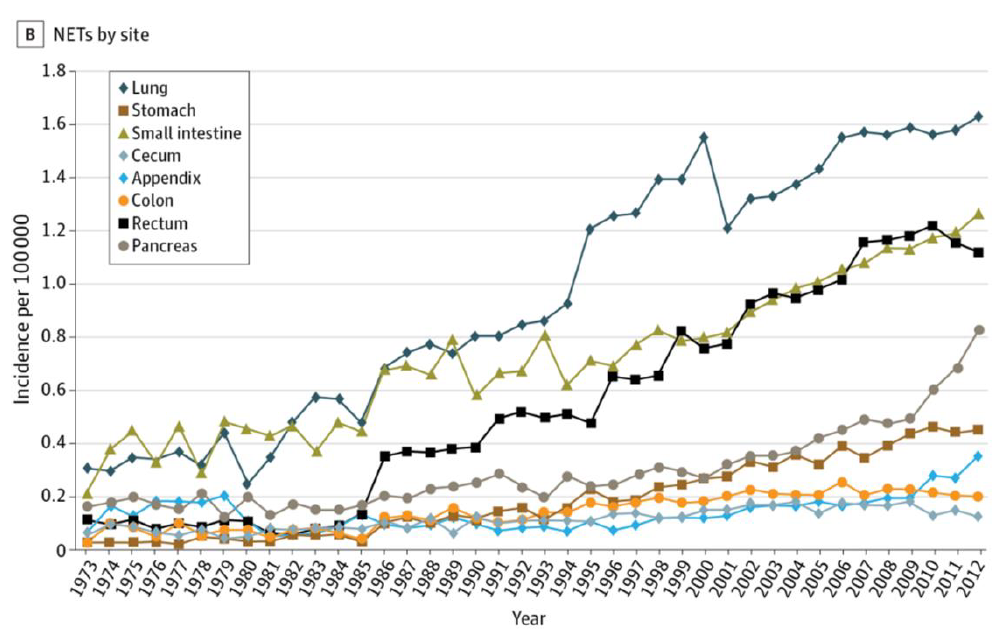 B NETs by site
1.8
1.6
1.4
1.2
1.0
0.8
0.6
0.4
0.2
0
Incidence per 100000
Lung
Stomach
Small intestine
Cecum
Appendix
Colon
Rectum
Pancreas
1973 1974 1975 1976 1977 1978 1979 1980 1981 1982 1983 1984 1985 1986 1987 1988 1989 1990 1991 1992 1993 1994 1995 1996 1997 1998 1999 2000 2001 2002 2003 2004 2005 2006 2007 2008 2009 2010 2011 2012
Year